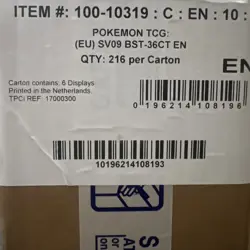 ITEM #: 100-10319 : C : EN : 10 :
POKEMON TCG:
(EU) SV09 BST-36CT EN
QTY: 216 per Carton
EN
Carton contains: 6 Displays
Printed in the Netherlands.
TPCi REF: 17000300
0 196214 108196
10196214108193